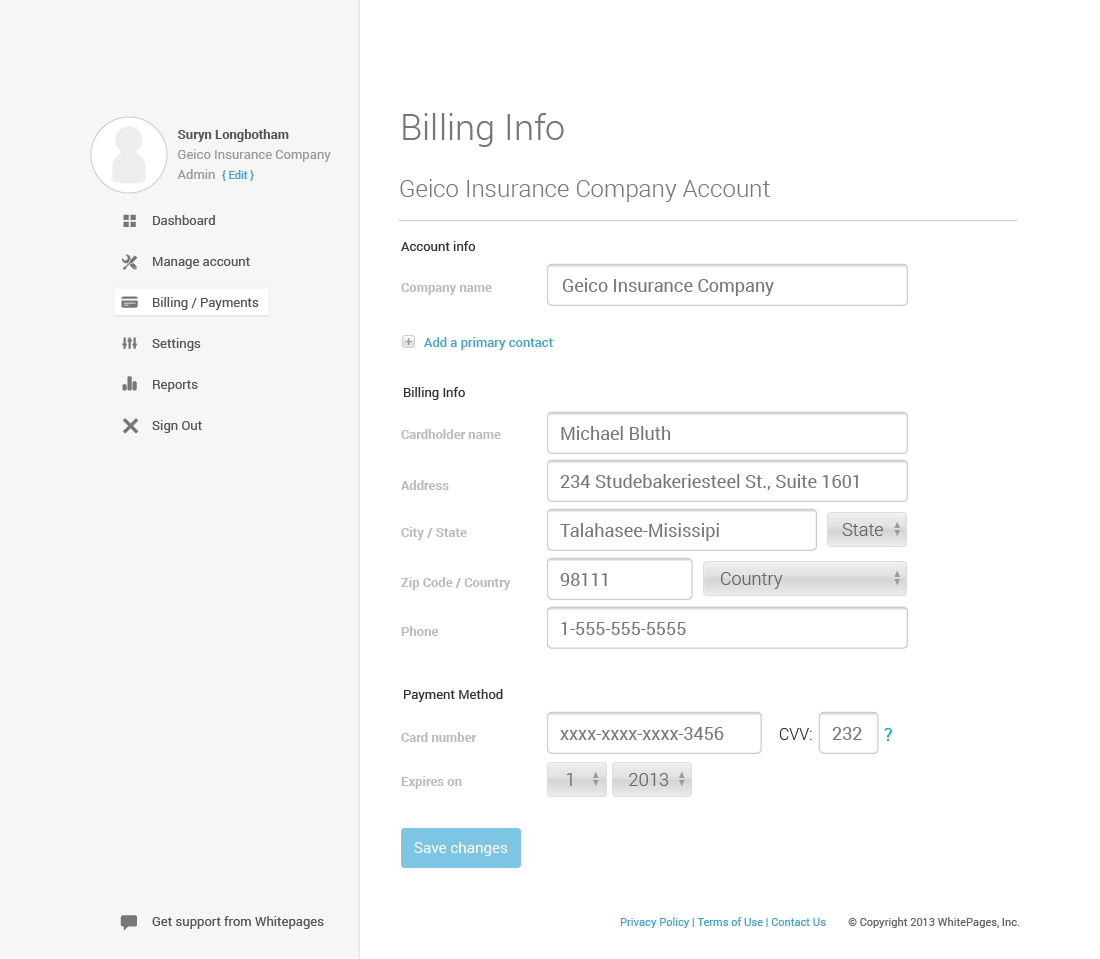 Suryn Longbotham
Geico Insurance Company
Admin { Edit }
Dashboard
Manage account
Billing / Payments
Settings
Reports
Sign Out
Get support from Whitepages
Billing Info
Geico Insurance Company Account
Account info
Company name Geico Insurance Company
+ Add a primary contact
Billing Info
Cardholder name Michael Bluth
Address 234 Studebakeriesteel St., Suite 1601
City / State Talahasee-Misissipi State
Zip Code / Country 98111 Country
Phone 1-555-555-5555
Payment Method
Card number xxxx-xxxx-xxxx-3456 CVV: 232 ?
Expires on 1 2013
Save changes
Privacy Policy | Terms of Use | Contact Us © Copyright 2013 WhitePages, Inc.